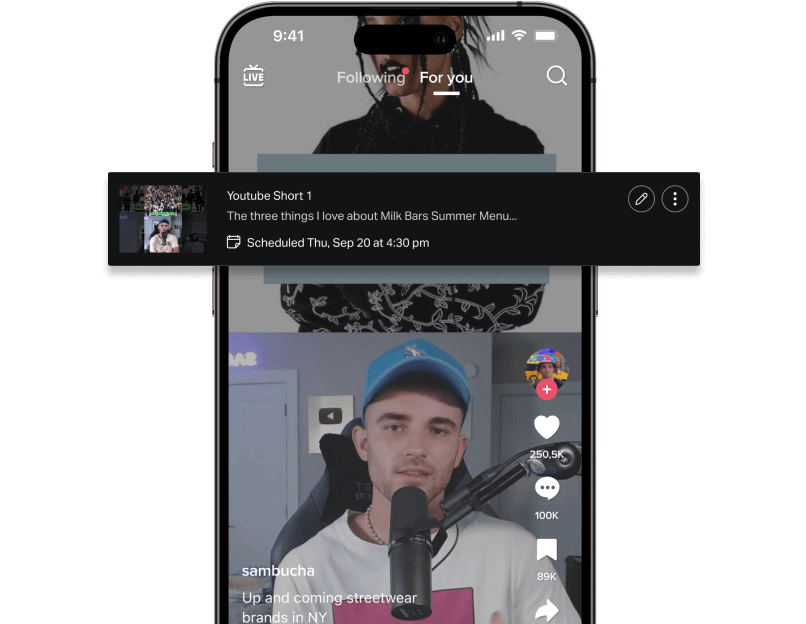 9:41
LIVE
Following For you
Youtube Short 1
The three things I love about Milk Bars Summer Menu...
Scheduled Thu, Sep 20 at 4:30 pm
250,5K
100K
89K
sambucha
Up and coming streetwear
brands in NY